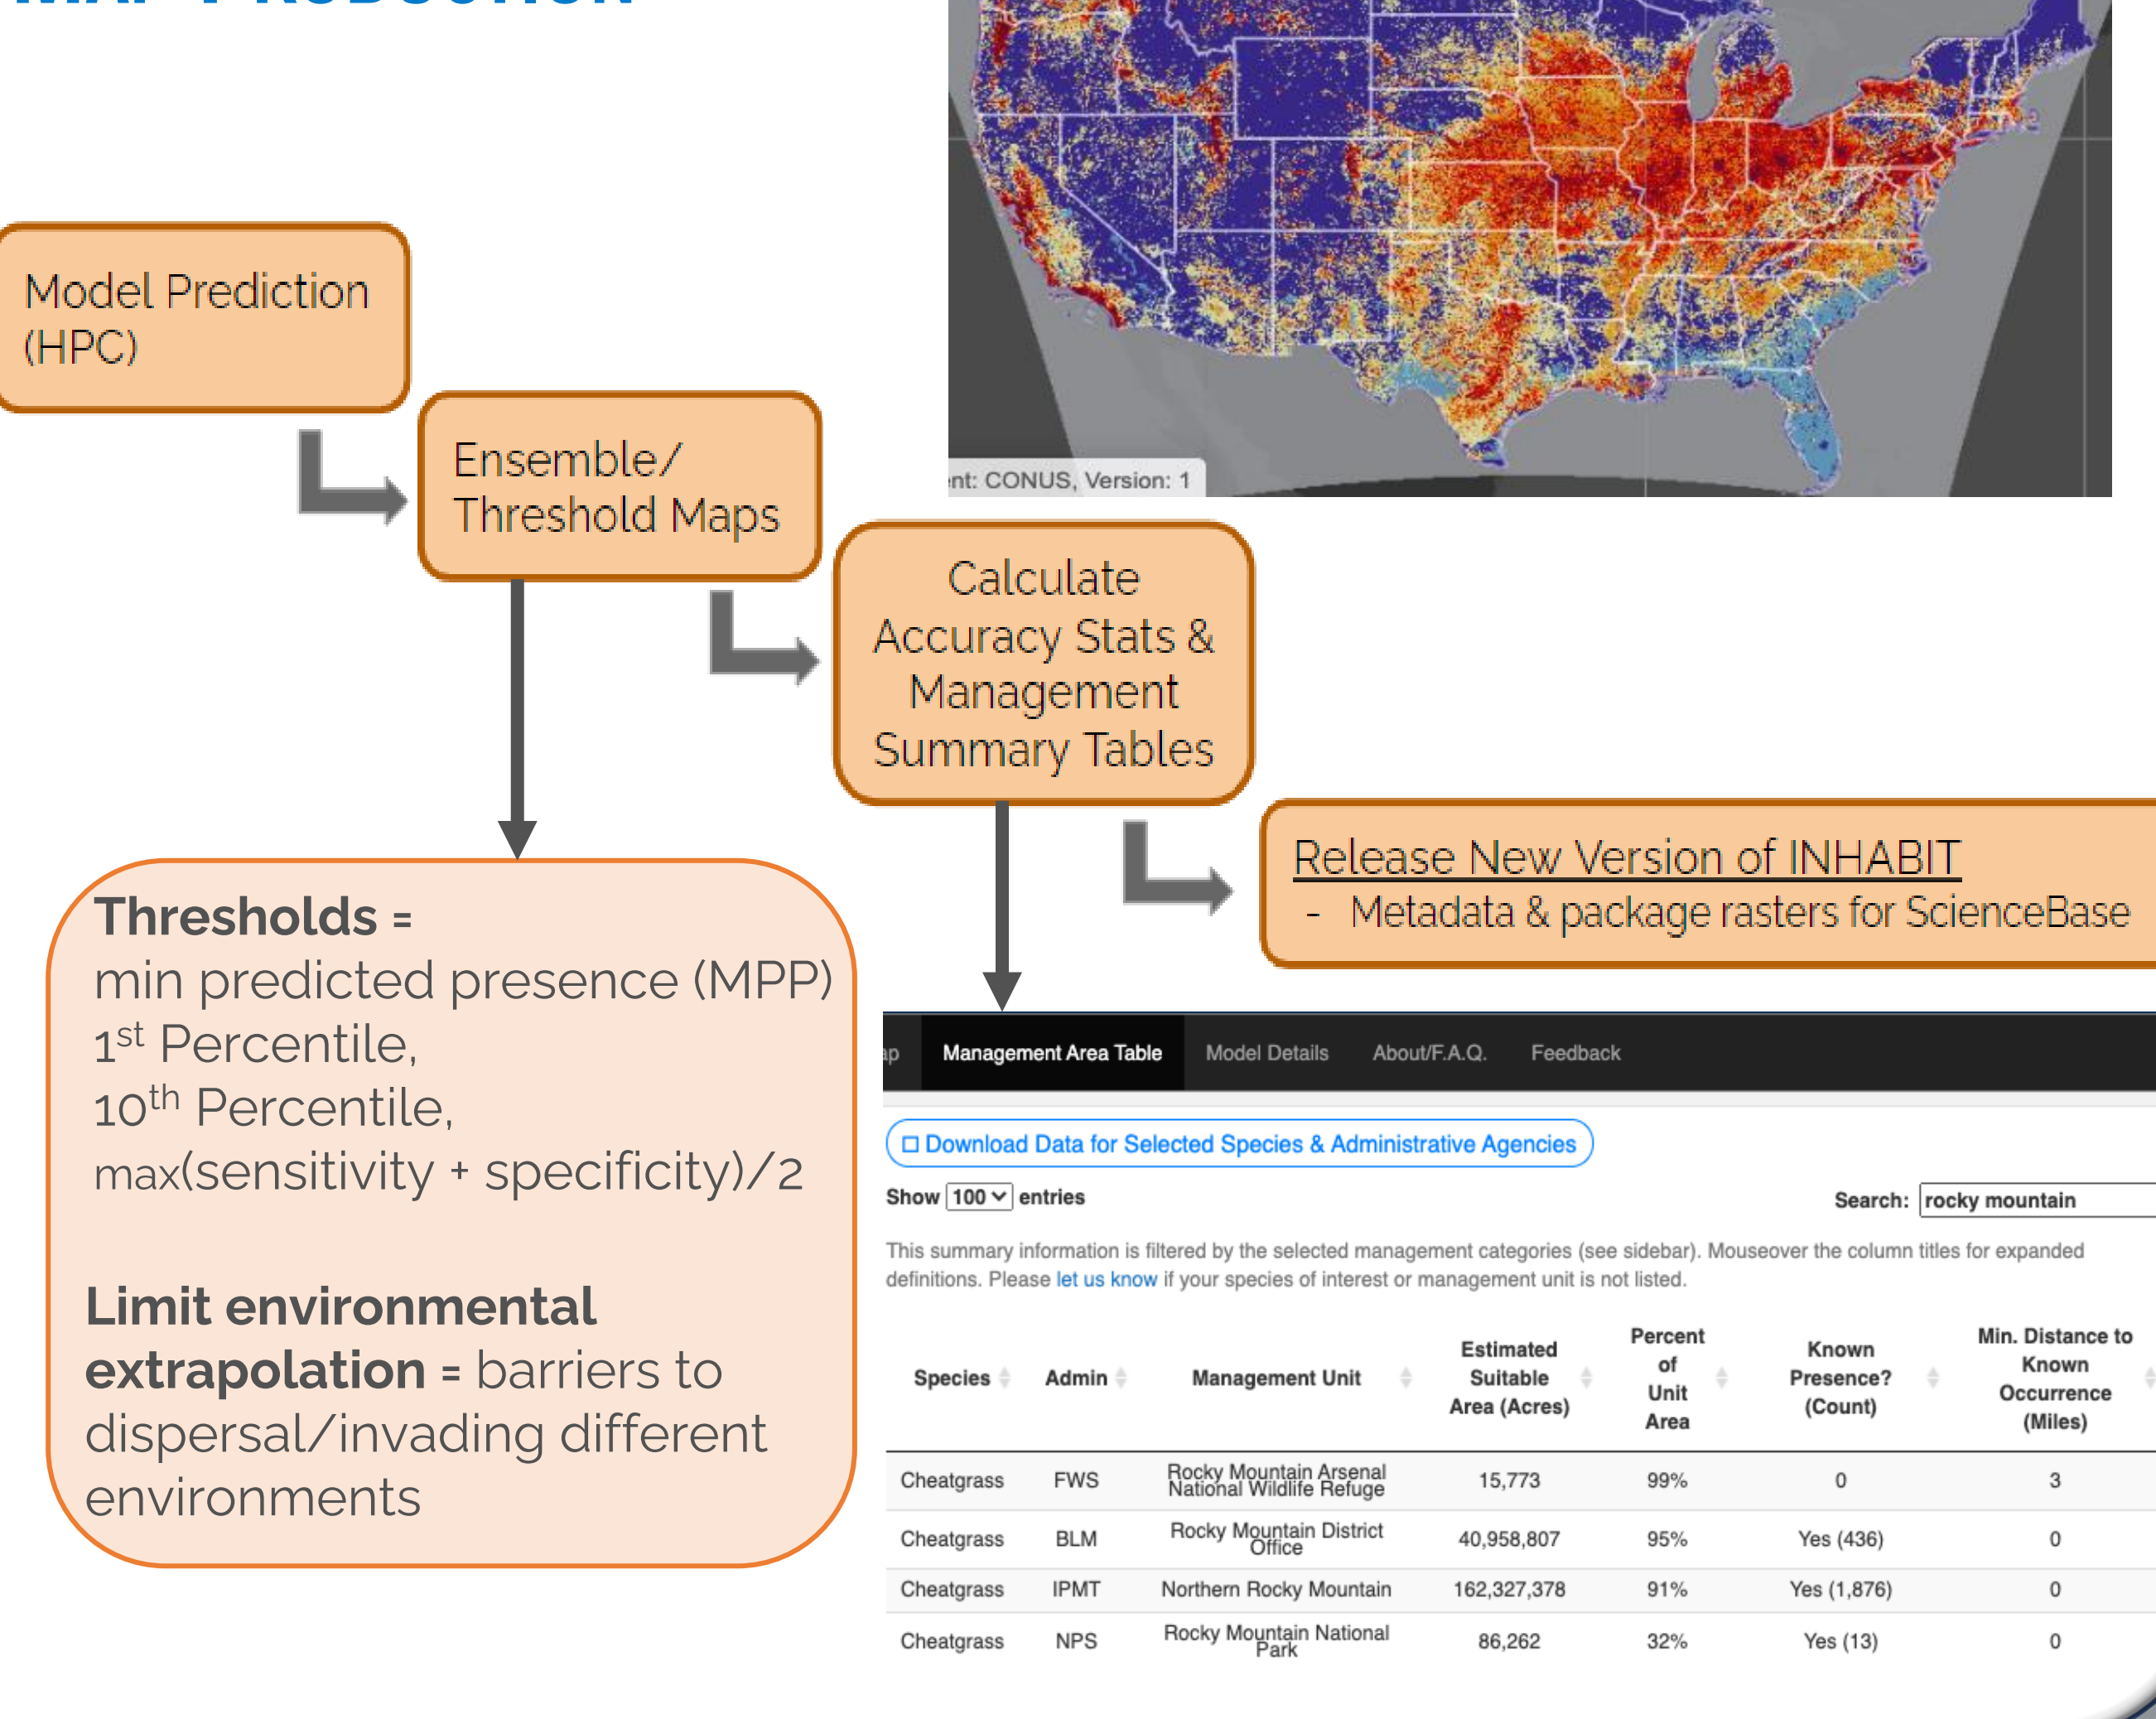 MAP PRODUCTION
nt: CONUS, Version: 1
Model Prediction
(HPC)
Ensemble/
Threshold Maps
Calculate
Accuracy Stats &
Management
Summary Tables
Release New Version of INHABIT
- Metadata & package rasters for ScienceBase
Thresholds =
min predicted presence (MPP)
1st Percentile,
10th Percentile,
max(sensitivity + specificity)/2
Limit environmental
extrapolation = barriers to
dispersal/invading different
environments
ap Management Area Table Model Details About/F.A.Q. Feedback
Download Data for Selected Species & Administrative Agencies
Show 100 entries Search: rocky mountain
This summary information is filtered by the selected management categories (see sidebar). Mouseover the column titles for expanded
definitions. Please let us know if your species of interest or management unit is not listed.
Species Admin Management Unit Estimated Suitable Area (Acres) Percent of Unit Area Known Presence? (Count) Min. Distance to Known Occurrence (Miles)
Cheatgrass FWS Rocky Mountain Arsenal National Wildlife Refuge 15,773 99% 0 3
Cheatgrass BLM Rocky Mountain District Office 40,958,807 95% Yes (436) 0
Cheatgrass IPMT Northern Rocky Mountain 162,327,378 91% Yes (1,876) 0
Cheatgrass NPS Rocky Mountain National Park 86,262 32% Yes (13) 0